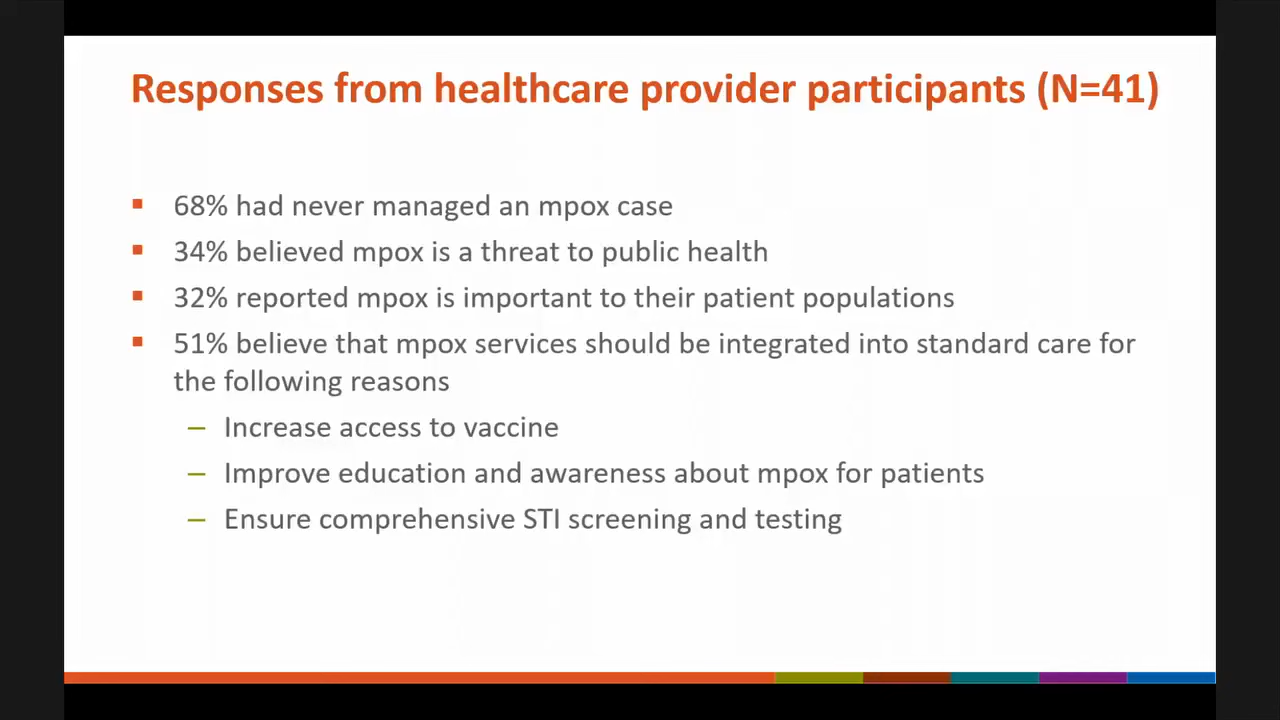 Responses from healthcare provider participants (N=41)
▪ 68% had never managed an mpox case
▪ 34% believed mpox is a threat to public health
▪ 32% reported mpox is important to their patient populations
▪ 51% believe that mpox services should be integrated into standard care for
the following reasons
– Increase access to vaccine
– Improve education and awareness about mpox for patients
– Ensure comprehensive STI screening and testing